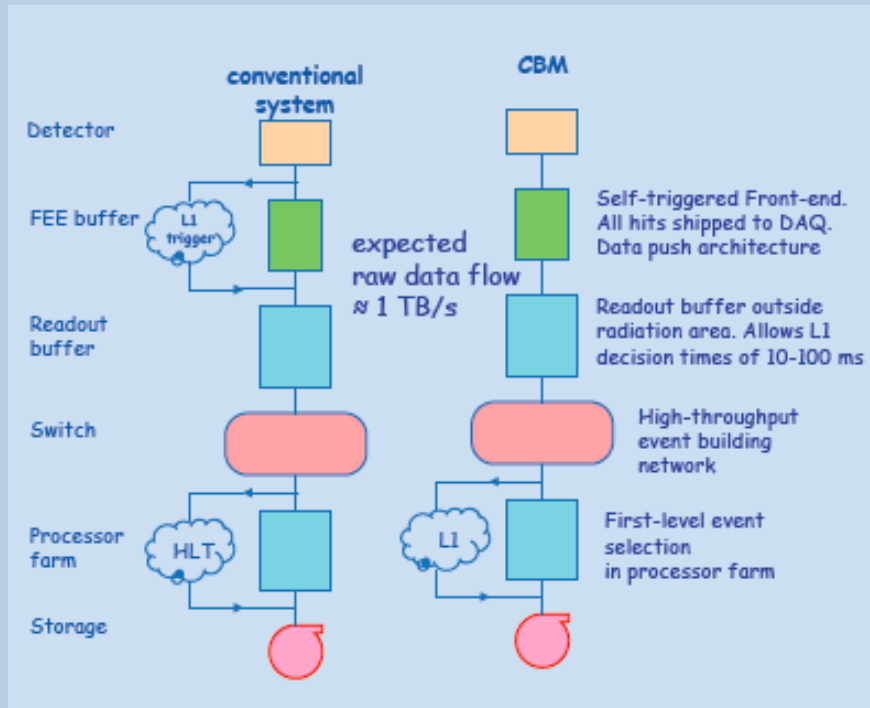 conventional
system
CBM
Detector
FEE buffer
L1
trigger
Self-triggered Front-end.
All hits shipped to DAQ.
Data push architecture
expected
raw data flow
≈ 1 TB/s
Readout
buffer
Readout buffer outside
radiation area. Allows L1
decision times of 10-100 ms
Switch
High-throughput
event building
network
Processor
farm
HLT
L1
First-level event
selection
in processor farm
Storage